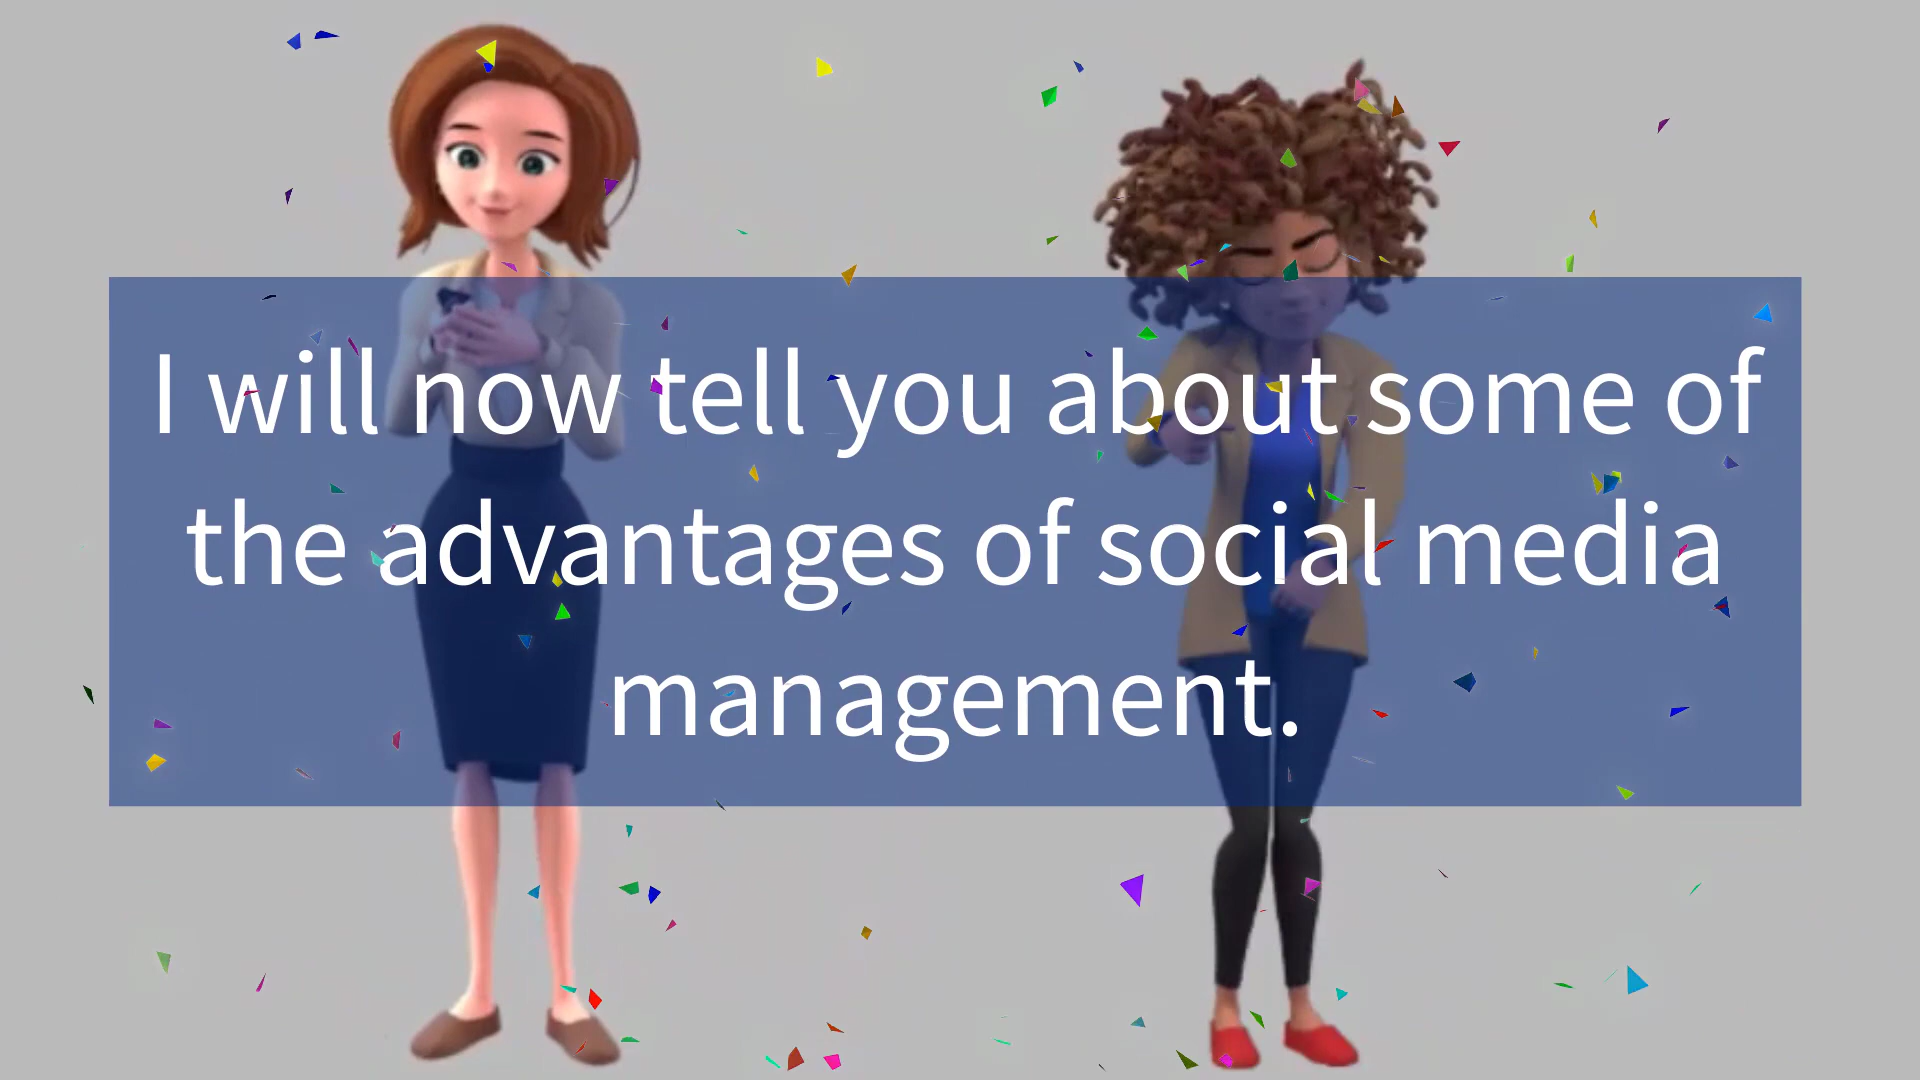 I will now tell you about some of
the advantages of social media
management.